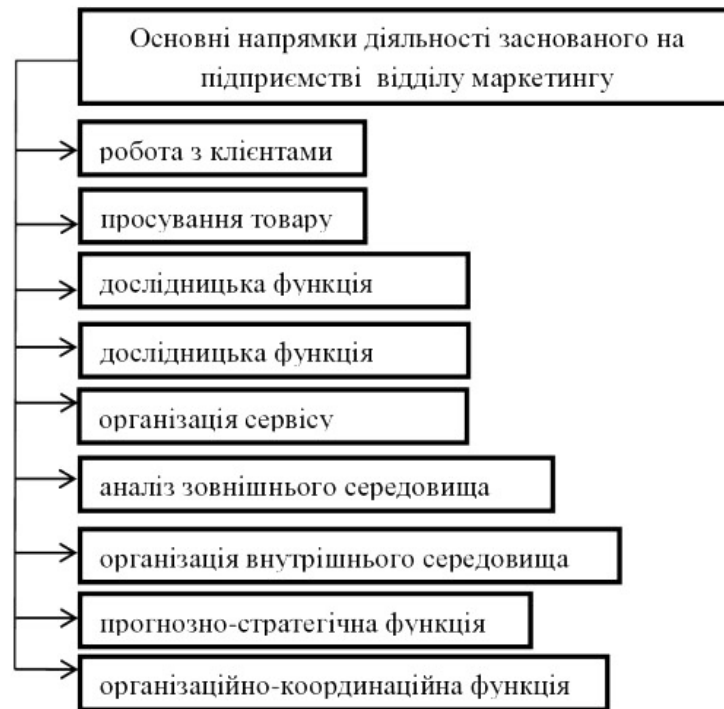 Основні напрямки діяльності заснованого на
підприємстві відділу маркетингу
робота з клієнтами
просування товару
дослідницька функція
дослідницька функція
організація сервісу
аналіз зовнішнього середовища
організація внутрішнього середовища
прогнозно-стратегічна функція
організаційно-координаційна функція